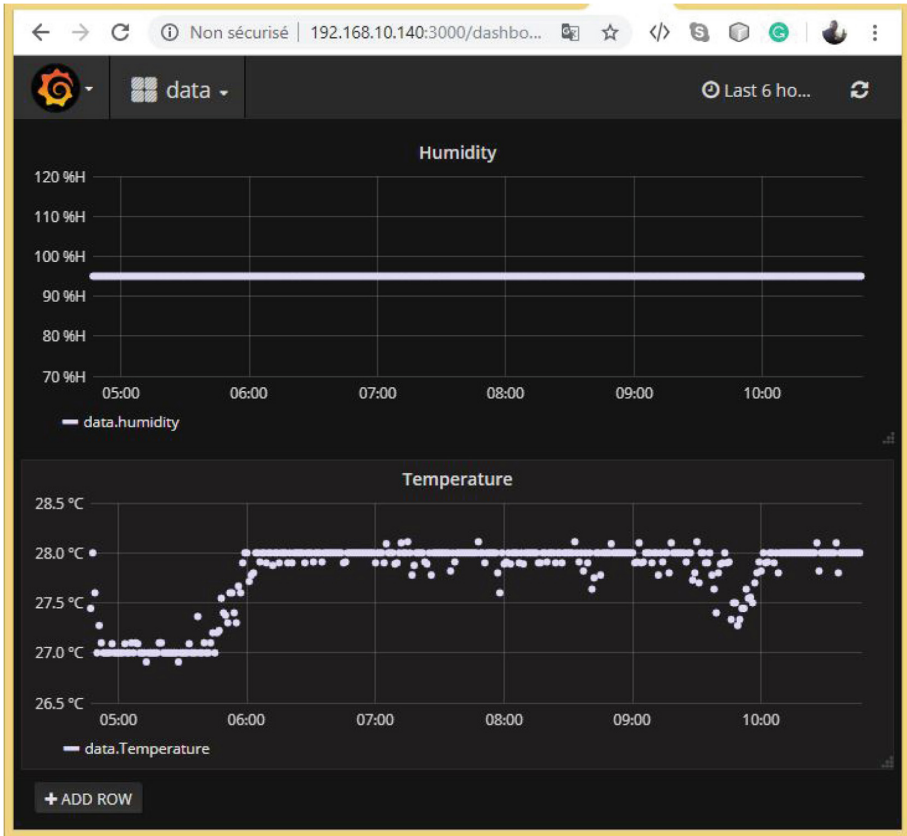 Non sécurisé | 192.168.10.140:3000/dashbo...
data
Last 6 ho...
Humidity
120 %H
110 %H
100 %H
90 %H
80 %H
70 %H
05:00 06:00 07:00 08:00 09:00 10:00
data.humidity
Temperature
28.5 °C
28.0 °C
27.5 °C
27.0 °C
26.5 °C
05:00 06:00 07:00 08:00 09:00 10:00
data.Temperature
+ ADD ROW